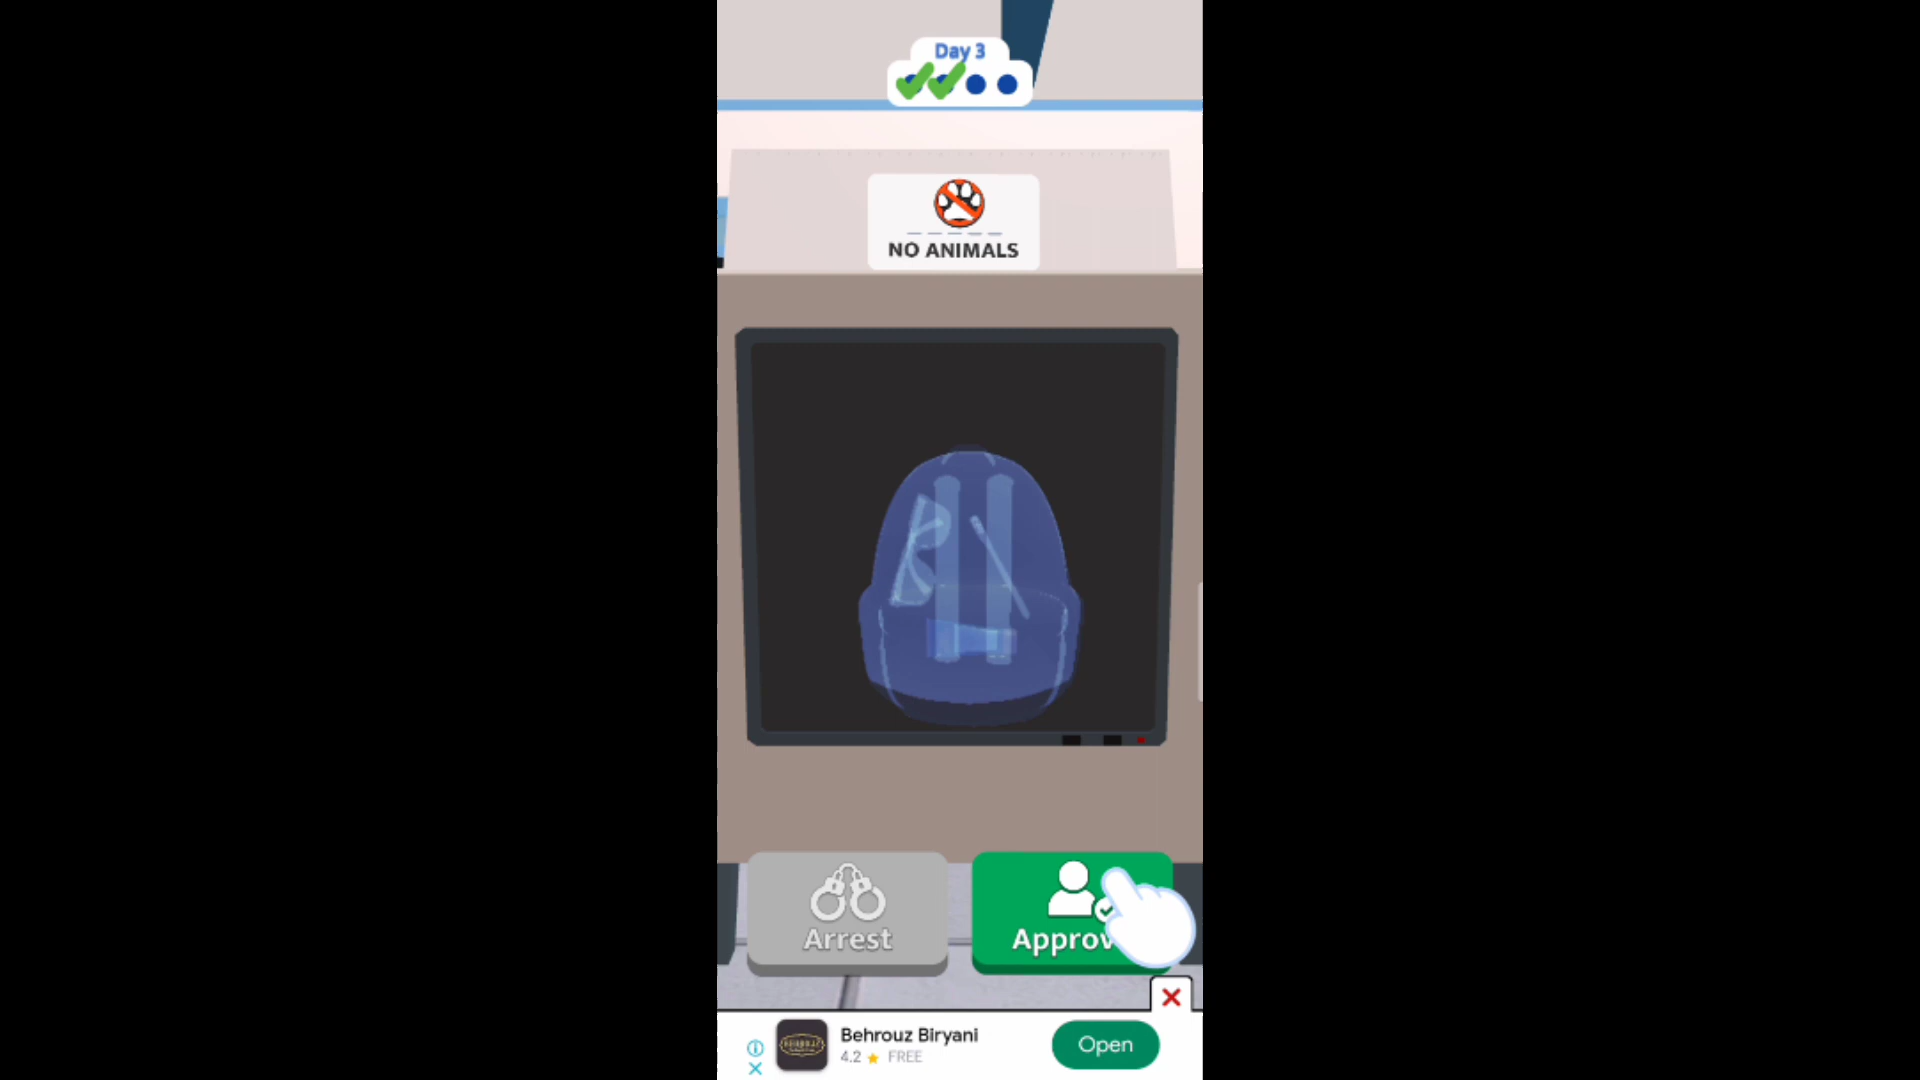 Day 3
NO ANIMALS
Arrest
Approv
Behrouz Biryani
4.2 FREE
Open